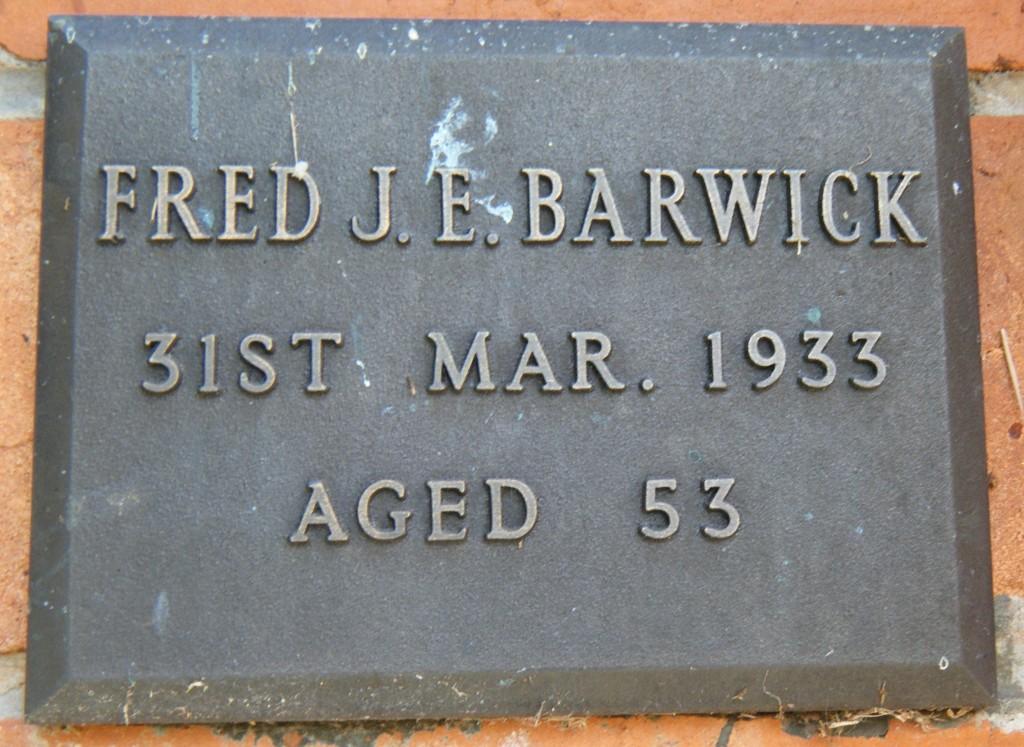 FRED J. E. BARWICK
31ST MAR. 1933
AGED 53